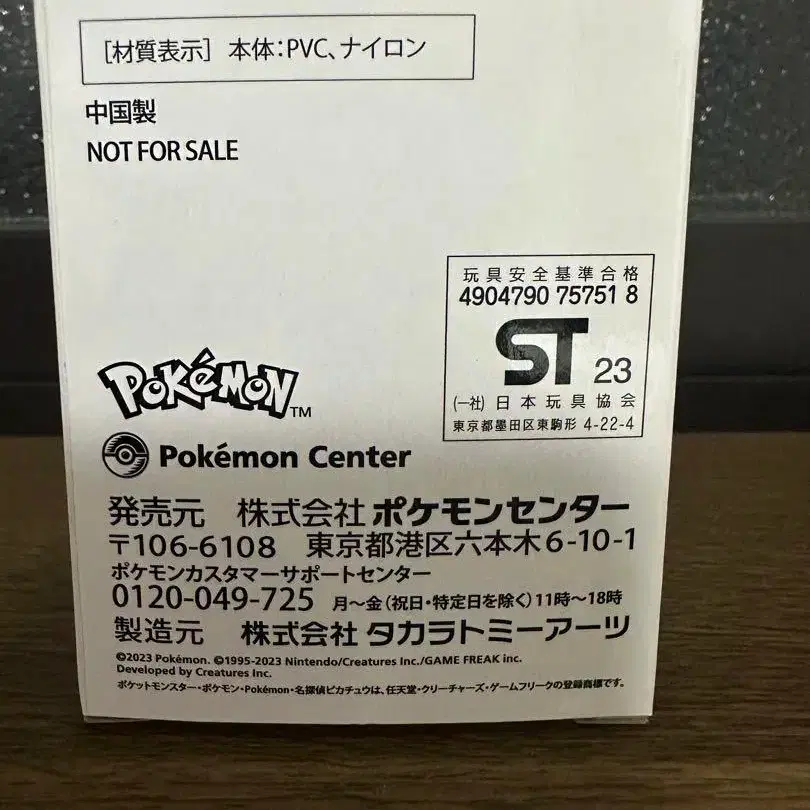 [材質表示] 本体：PVC、ナイロン
中国製
NOT FOR SALE
玩具安全基準合格
4904790 75751 8
ST 23
(一社) 日本玩具協会
東京都墨田区東駒形 4-22-4
POKéMON TM
Pokémon Center
発売元 株式会社 ポケモンセンター
〒106-6108 東京都港区六本木6-10-1
ポケモンカスタマーサポートセンター
0120-049-725 月〜金（祝日・特定日を除く）11時〜18時
製造元 株式会社 タカラトミーアーツ
©2023 Pokémon. ©1995-2023 Nintendo/Creatures Inc./GAME FREAK inc.
Developed by Creatures Inc.
ポケットモンスター・ポケモン・Pokémon・名探偵ピカチュウは、任天堂・クリーチャーズ・ゲームフリークの登録商標です。